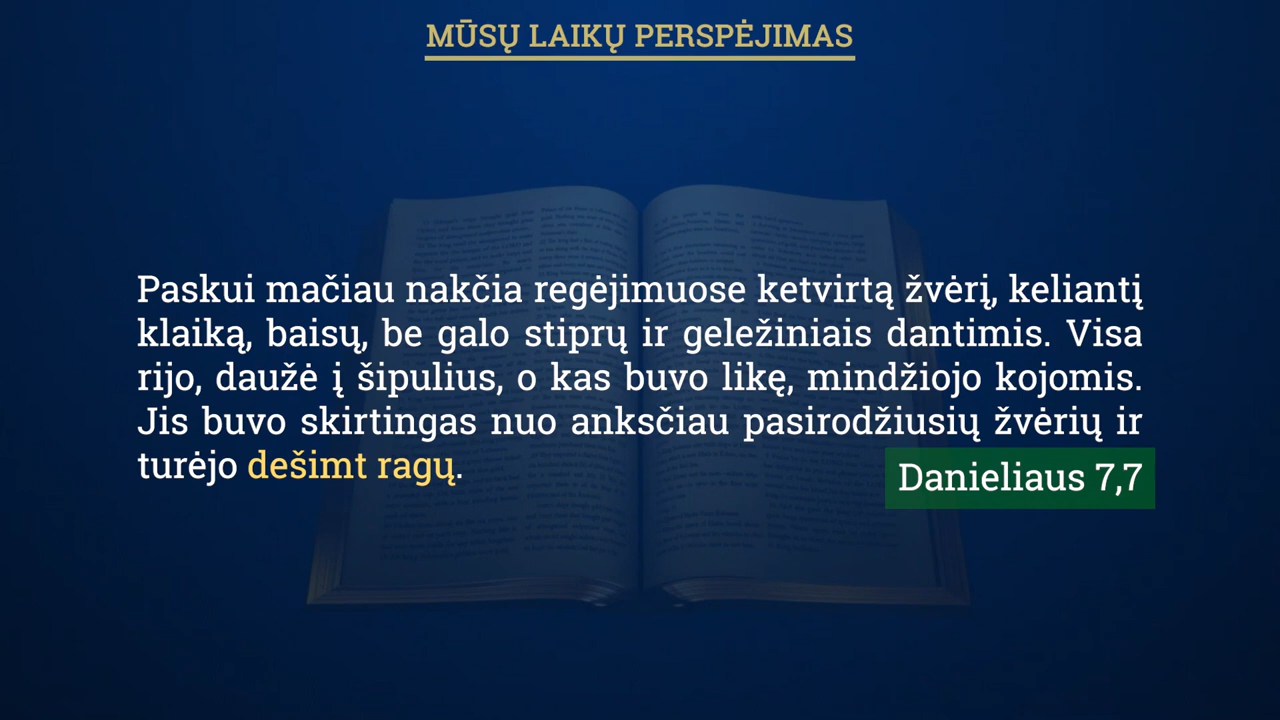 MŪSŲ LAIKŲ PERSPĖJIMAS
Paskui mačiau nakčia regėjimuose ketvirtą žvėrį, keliantį
klaiką, baisų, be galo stiprų ir geležiniais dantimis. Visa
rijo, daužė į šipulius, o kas buvo likę, mindžiojo kojomis.
Jis buvo skirtingas nuo anksčiau pasirodžiusių žvėrių ir
turėjo dešimt ragų.
Danieliaus 7,7